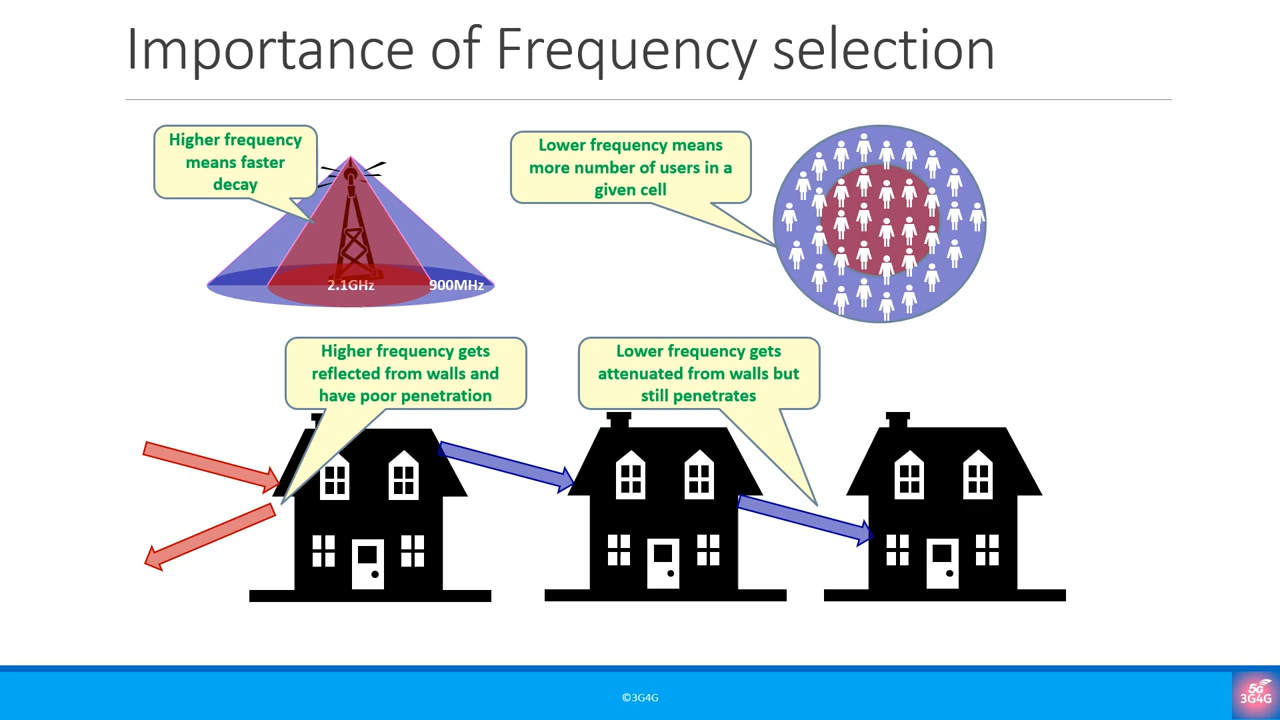 Importance of Frequency selection
Higher frequency
means faster
decay
Lower frequency means
more number of users in a
given cell
2.1GHz
900MHz
Higher frequency gets
reflected from walls and
have poor penetration
Lower frequency gets
attenuated from walls but
still penetrates
©3G4G
5G
3G4G